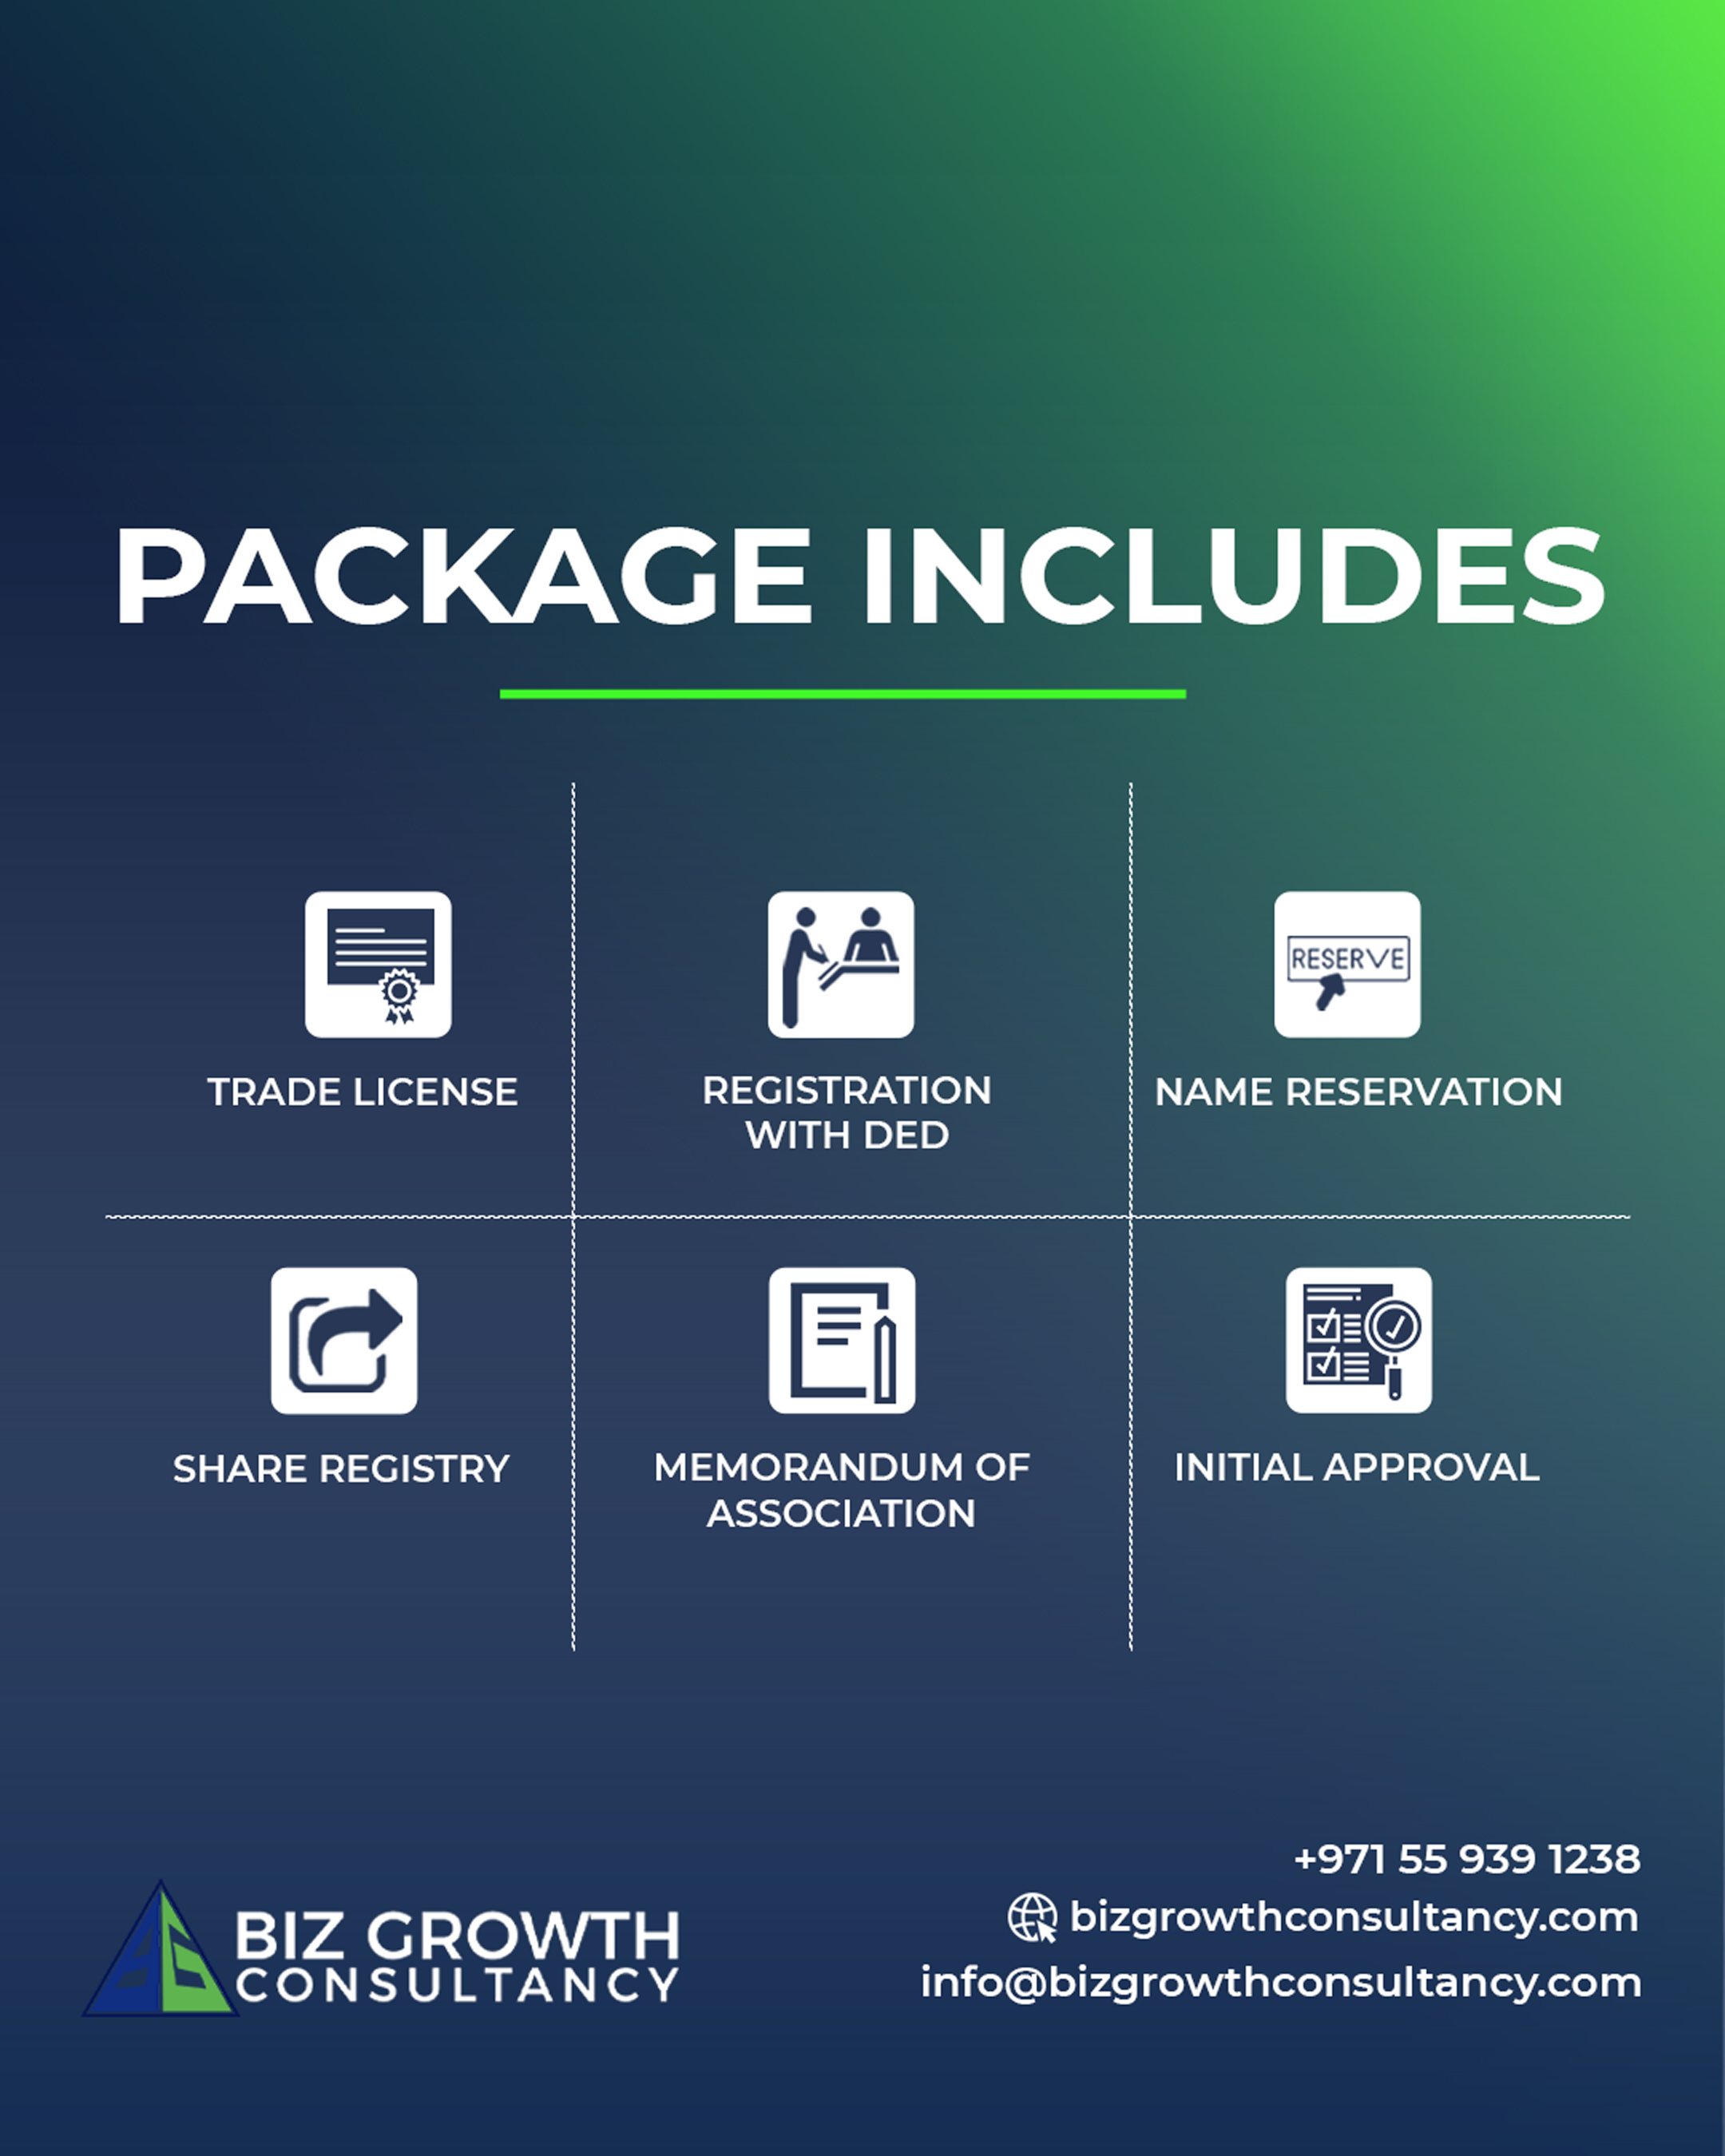 PACKAGE INCLUDES
TRADE LICENSE
REGISTRATION
WITH DED
RESERVE
NAME RESERVATION
SHARE REGISTRY
MEMORANDUM OF
ASSOCIATION
INITIAL APPROVAL
BIZ GROWTH
CONSULTANCY
+971 55 939 1238
bizgrowthconsultancy.com
info@bizgrowthconsultancy.com